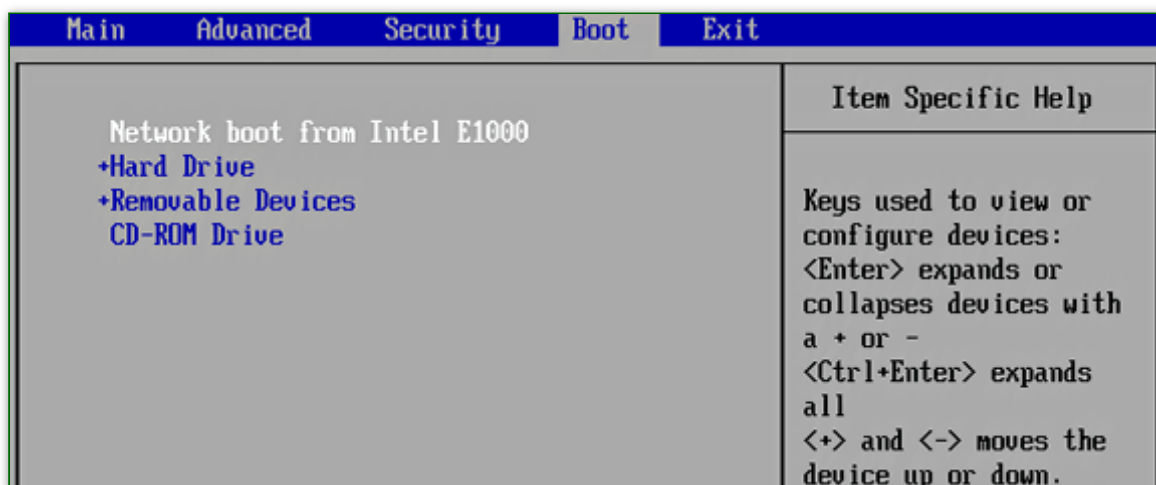 Main Advanced Security Boot Exit
Network boot from Intel E1000
+Hard Drive
+Removable Devices
CD-ROM Drive
Item Specific Help
Keys used to view or
configure devices:
<Enter> expands or
collapses devices with
a + or -
<Ctrl+Enter> expands
all
<+> and <-> moves the
device up or down.